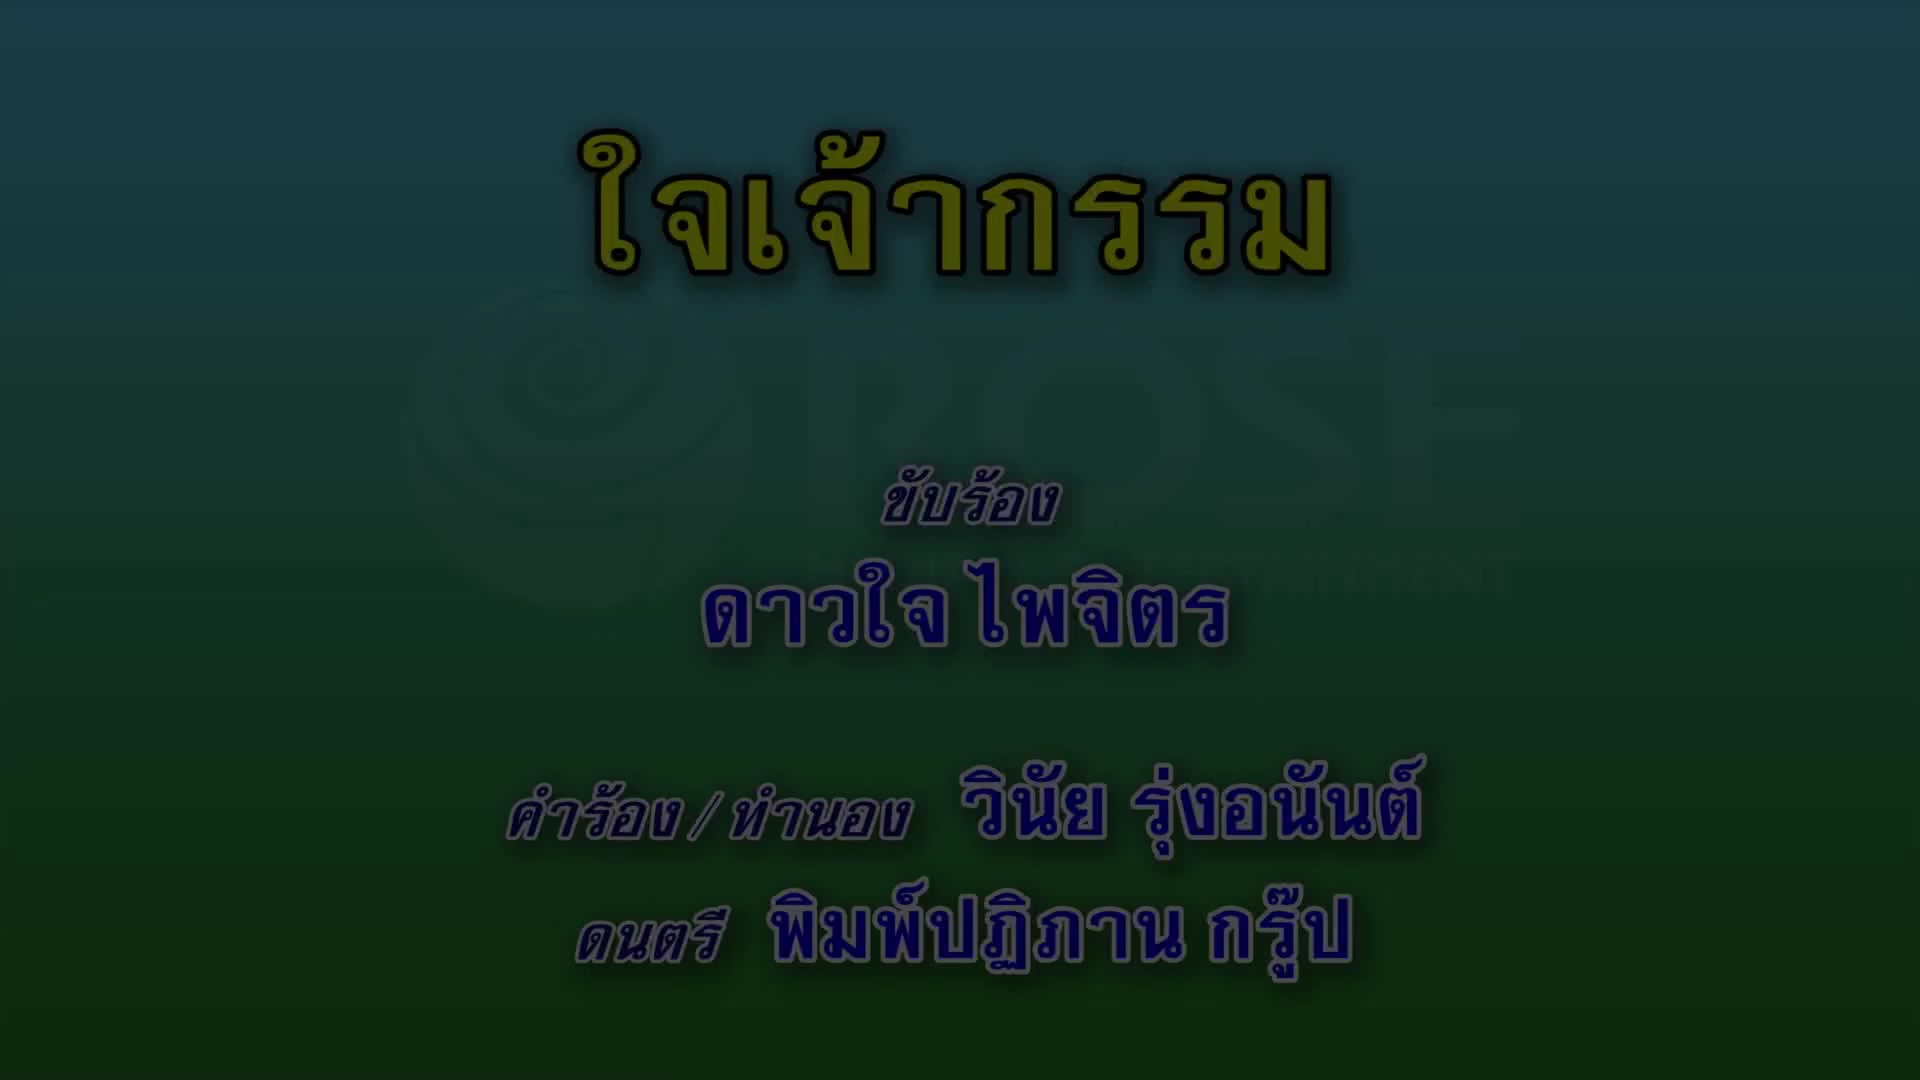 ใจเจ้ากรรม
ROSE
ขับร้อง
ดาวใจ ไพจิตร
คำร้อง / ทำนอง วินัย รุ่งอนันต์
ดนตรี พิมพ์ปฏิภาน กรุ๊ป